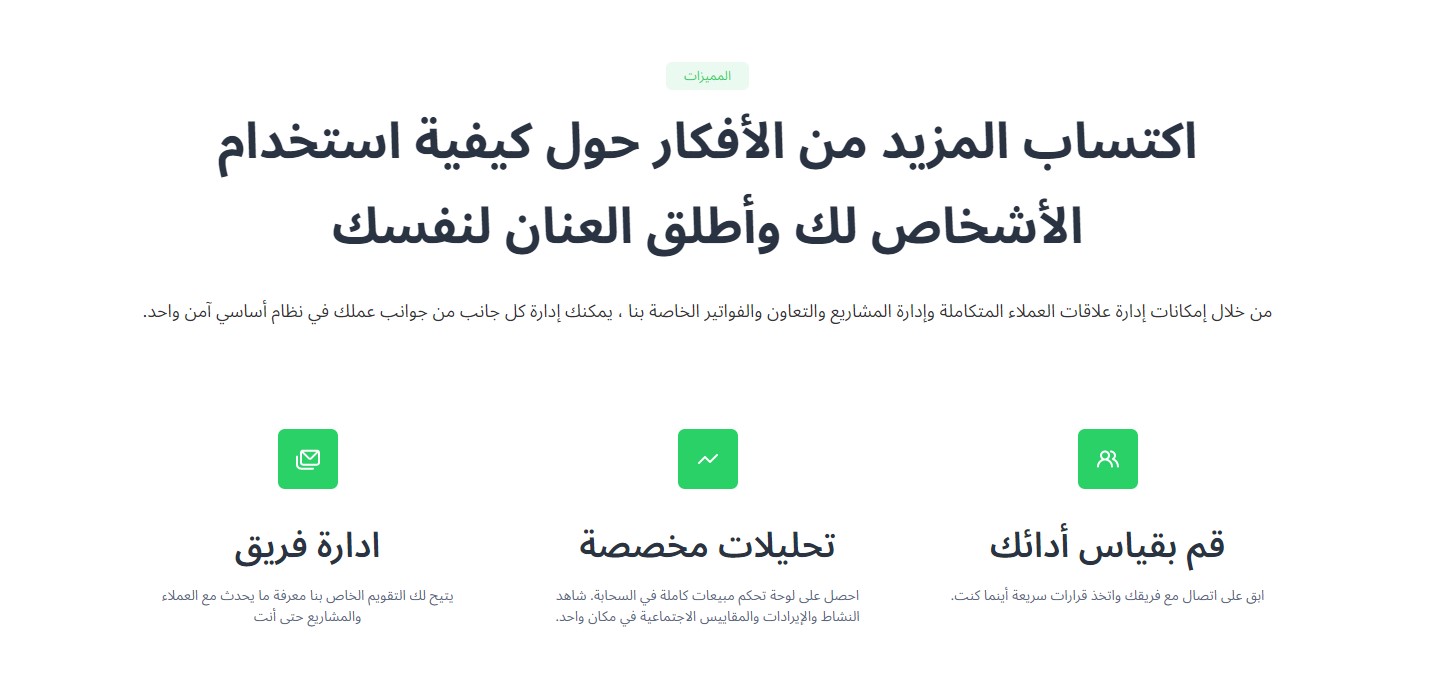 المميزات
اكتساب المزيد من الأفكار حول كيفية استخدام
الأشخاص لك وأطلق العنان لنفسك
من خلال إمكانات إدارة علاقات العملاء المتكاملة وإدارة المشاريع والتعاون والفواتير الخاصة بنا ، يمكنك إدارة كل جانب من جوانب عملك في نظام أساسي آمن واحد.
قم بقياس أدائك
ابق على اتصال مع فريقك واتخذ قرارات سريعة أينما كنت.
تحليلات مخصصة
احصل على لوحة تحكم مبيعات كاملة في السحابة. شاهد
النشاط والإيرادات والمقاييس الاجتماعية في مكان واحد.
ادارة فريق
يتيح لك التقويم الخاص بنا معرفة ما يحدث مع العملاء
والمشاريع حتى أنت